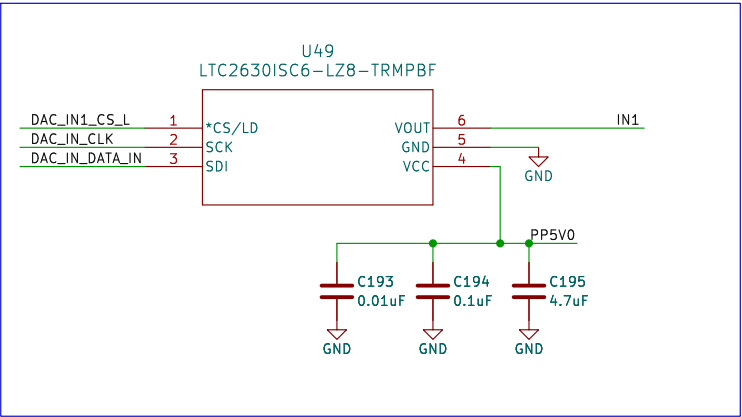 U49
LTC2630ISC6-LZ8-TRMPBF
DAC_IN1_CS_L 1 *CS/LD VOUT 6 IN1
DAC_IN_CLK 2 SCK GND 5
DAC_IN_DATA_IN 3 SDI VCC 4
GND
PP5V0
C193 C194 C195
0.01uF 0.1uF 4.7uF
GND GND GND